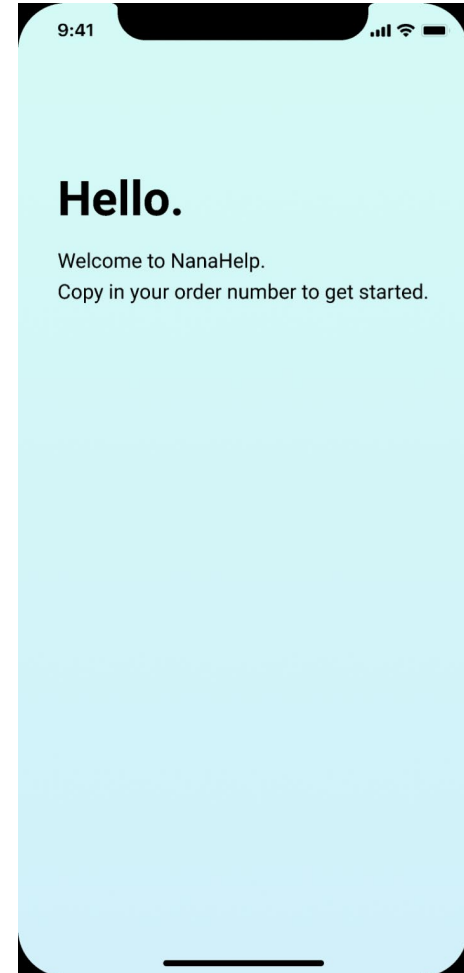 9:41
Hello.
Welcome to NanaHelp.
Copy in your order number to get started.